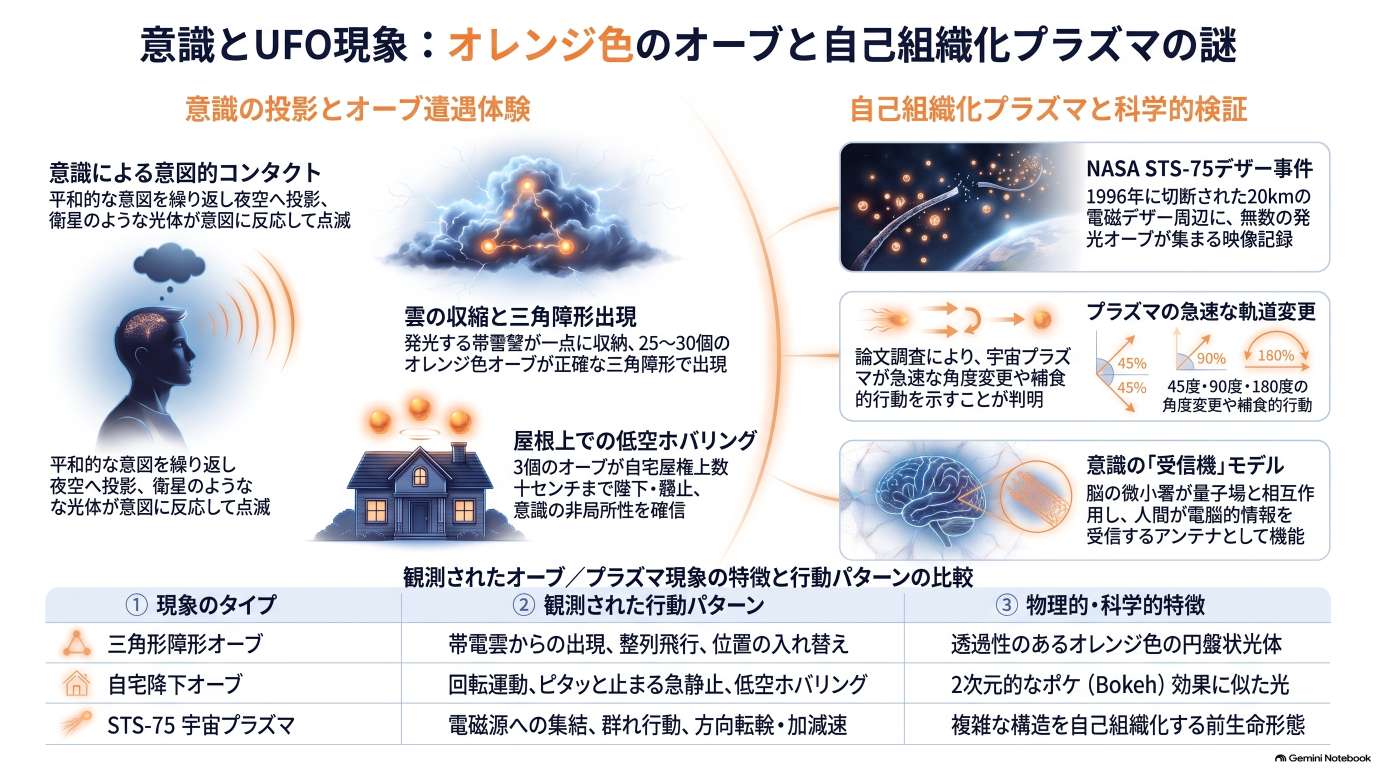 意識とUFO現象：オレンジ色のオーブと自己組織化プラズマの謎
意識の投影とオーブ遭遇体験
意識による意図的コンタクト
平和的な意図を繰り返し夜空へ投影、
衛星のような光体が意図に反応して点滅
平和的な意図を繰り返し
夜空へ投影、衛星のような
な光体が意図に反応して点滅
雲の収縮と三角障形出現
発光する帯電雲が一点に収納、25〜30個の
オレンジ色オーブが正確な三角障形で出現
屋根上での低空ホバリング
3個のオーブが自宅屋権上数
十センチまで陛下・止、
意識の非局所性を確信
自己組織化プラズマと科学的検証
NASA STS-75デザー事件
1996年に切断された20kmの
電磁デザー周辺に、無数の発
光オーブが集まる映像記録
プラズマの急速な軌道変更
論文調査により、宇宙プラズ
マが急速な角度変更や補食
的行動を示すことが判明
45%
45%
90%
180%
45度・90度・180度の
角度変更や補食的行動
意識の「受信機」モデル
脳の微小署が量子場と相互作
用し、人間が電脳的情報を
受信するアンテナとして機能
観測されたオーブ／プラズマ現象の特徴と行動パターンの比較
① 現象のタイプ
② 観測された行動パターン
③ 物理的・科学的特徴
三角形障形オーブ
帯電雲からの出現、整列飛行、位置の入れ替え
透過性のあるオレンジ色の円盤状光体
自宅降下オーブ
回転運動、ピタッと止まる急静止、低空ホバリング
2次元的なポケ（Bokeh）効果に似た光
STS-75 宇宙プラズマ
電磁源への集結、群れ行動、方向転・加減速
複雑な構造を自己組織化する前生命形態
Gemini Notebook